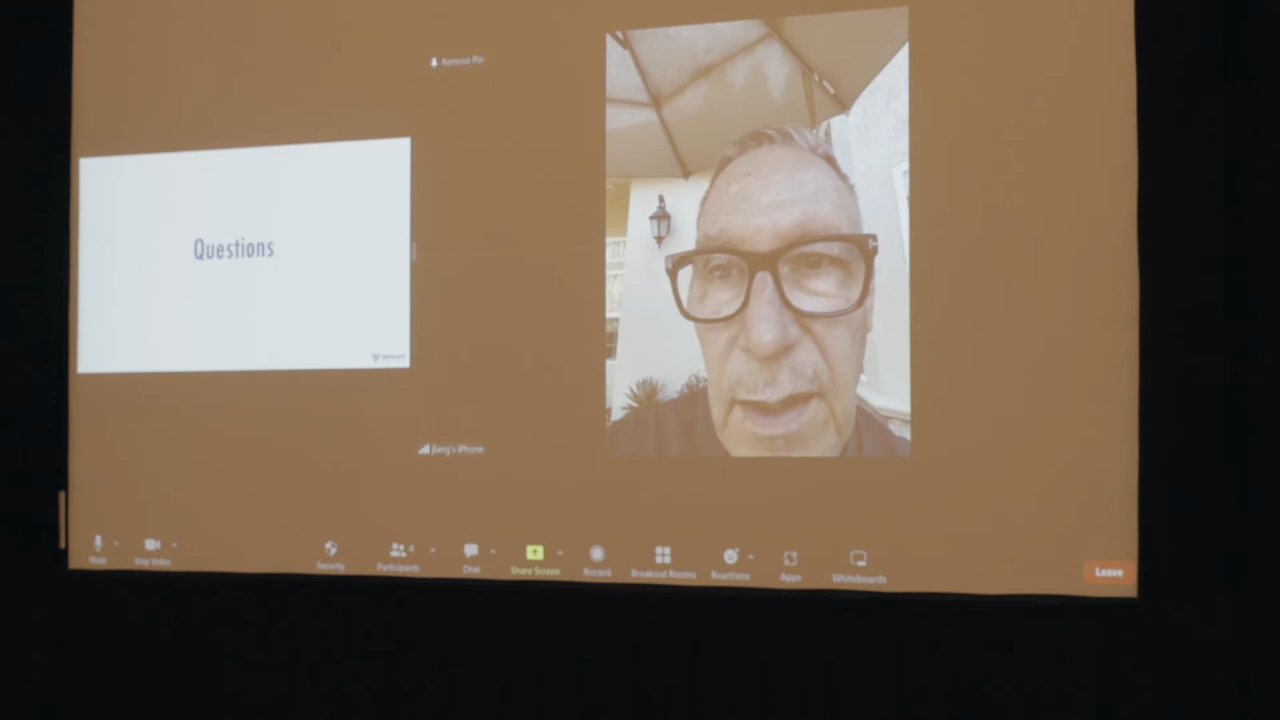 Remove Pin
Questions
Jiang's iPhone
Mute
Stop Video
Security
Participants
4
Chat
Share Screen
Record
Breakout Rooms
Reactions
Apps
Whiteboards
Leave